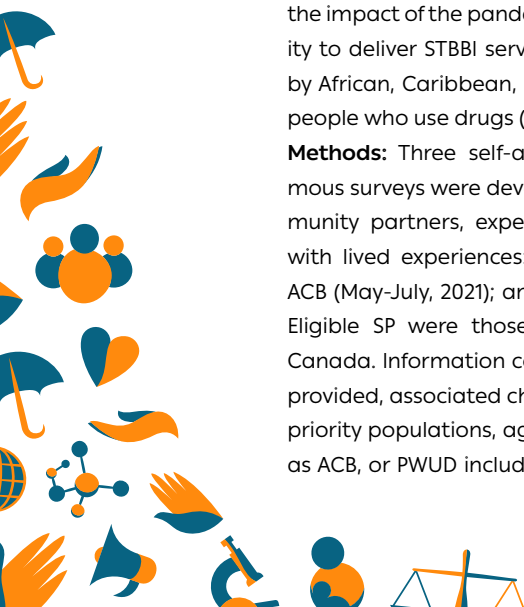 the impact of the pand
ity to deliver STBBI serv
by African, Caribbean,
people who use drugs (
Methods: Three self-a
mous surveys were dev
munity partners, expe
with lived experiences
ACB (May-July, 2021); ar
Eligible SP were those
Canada. Information c
provided, associated ch
priority populations, ag
as ACB, or PWUD includ